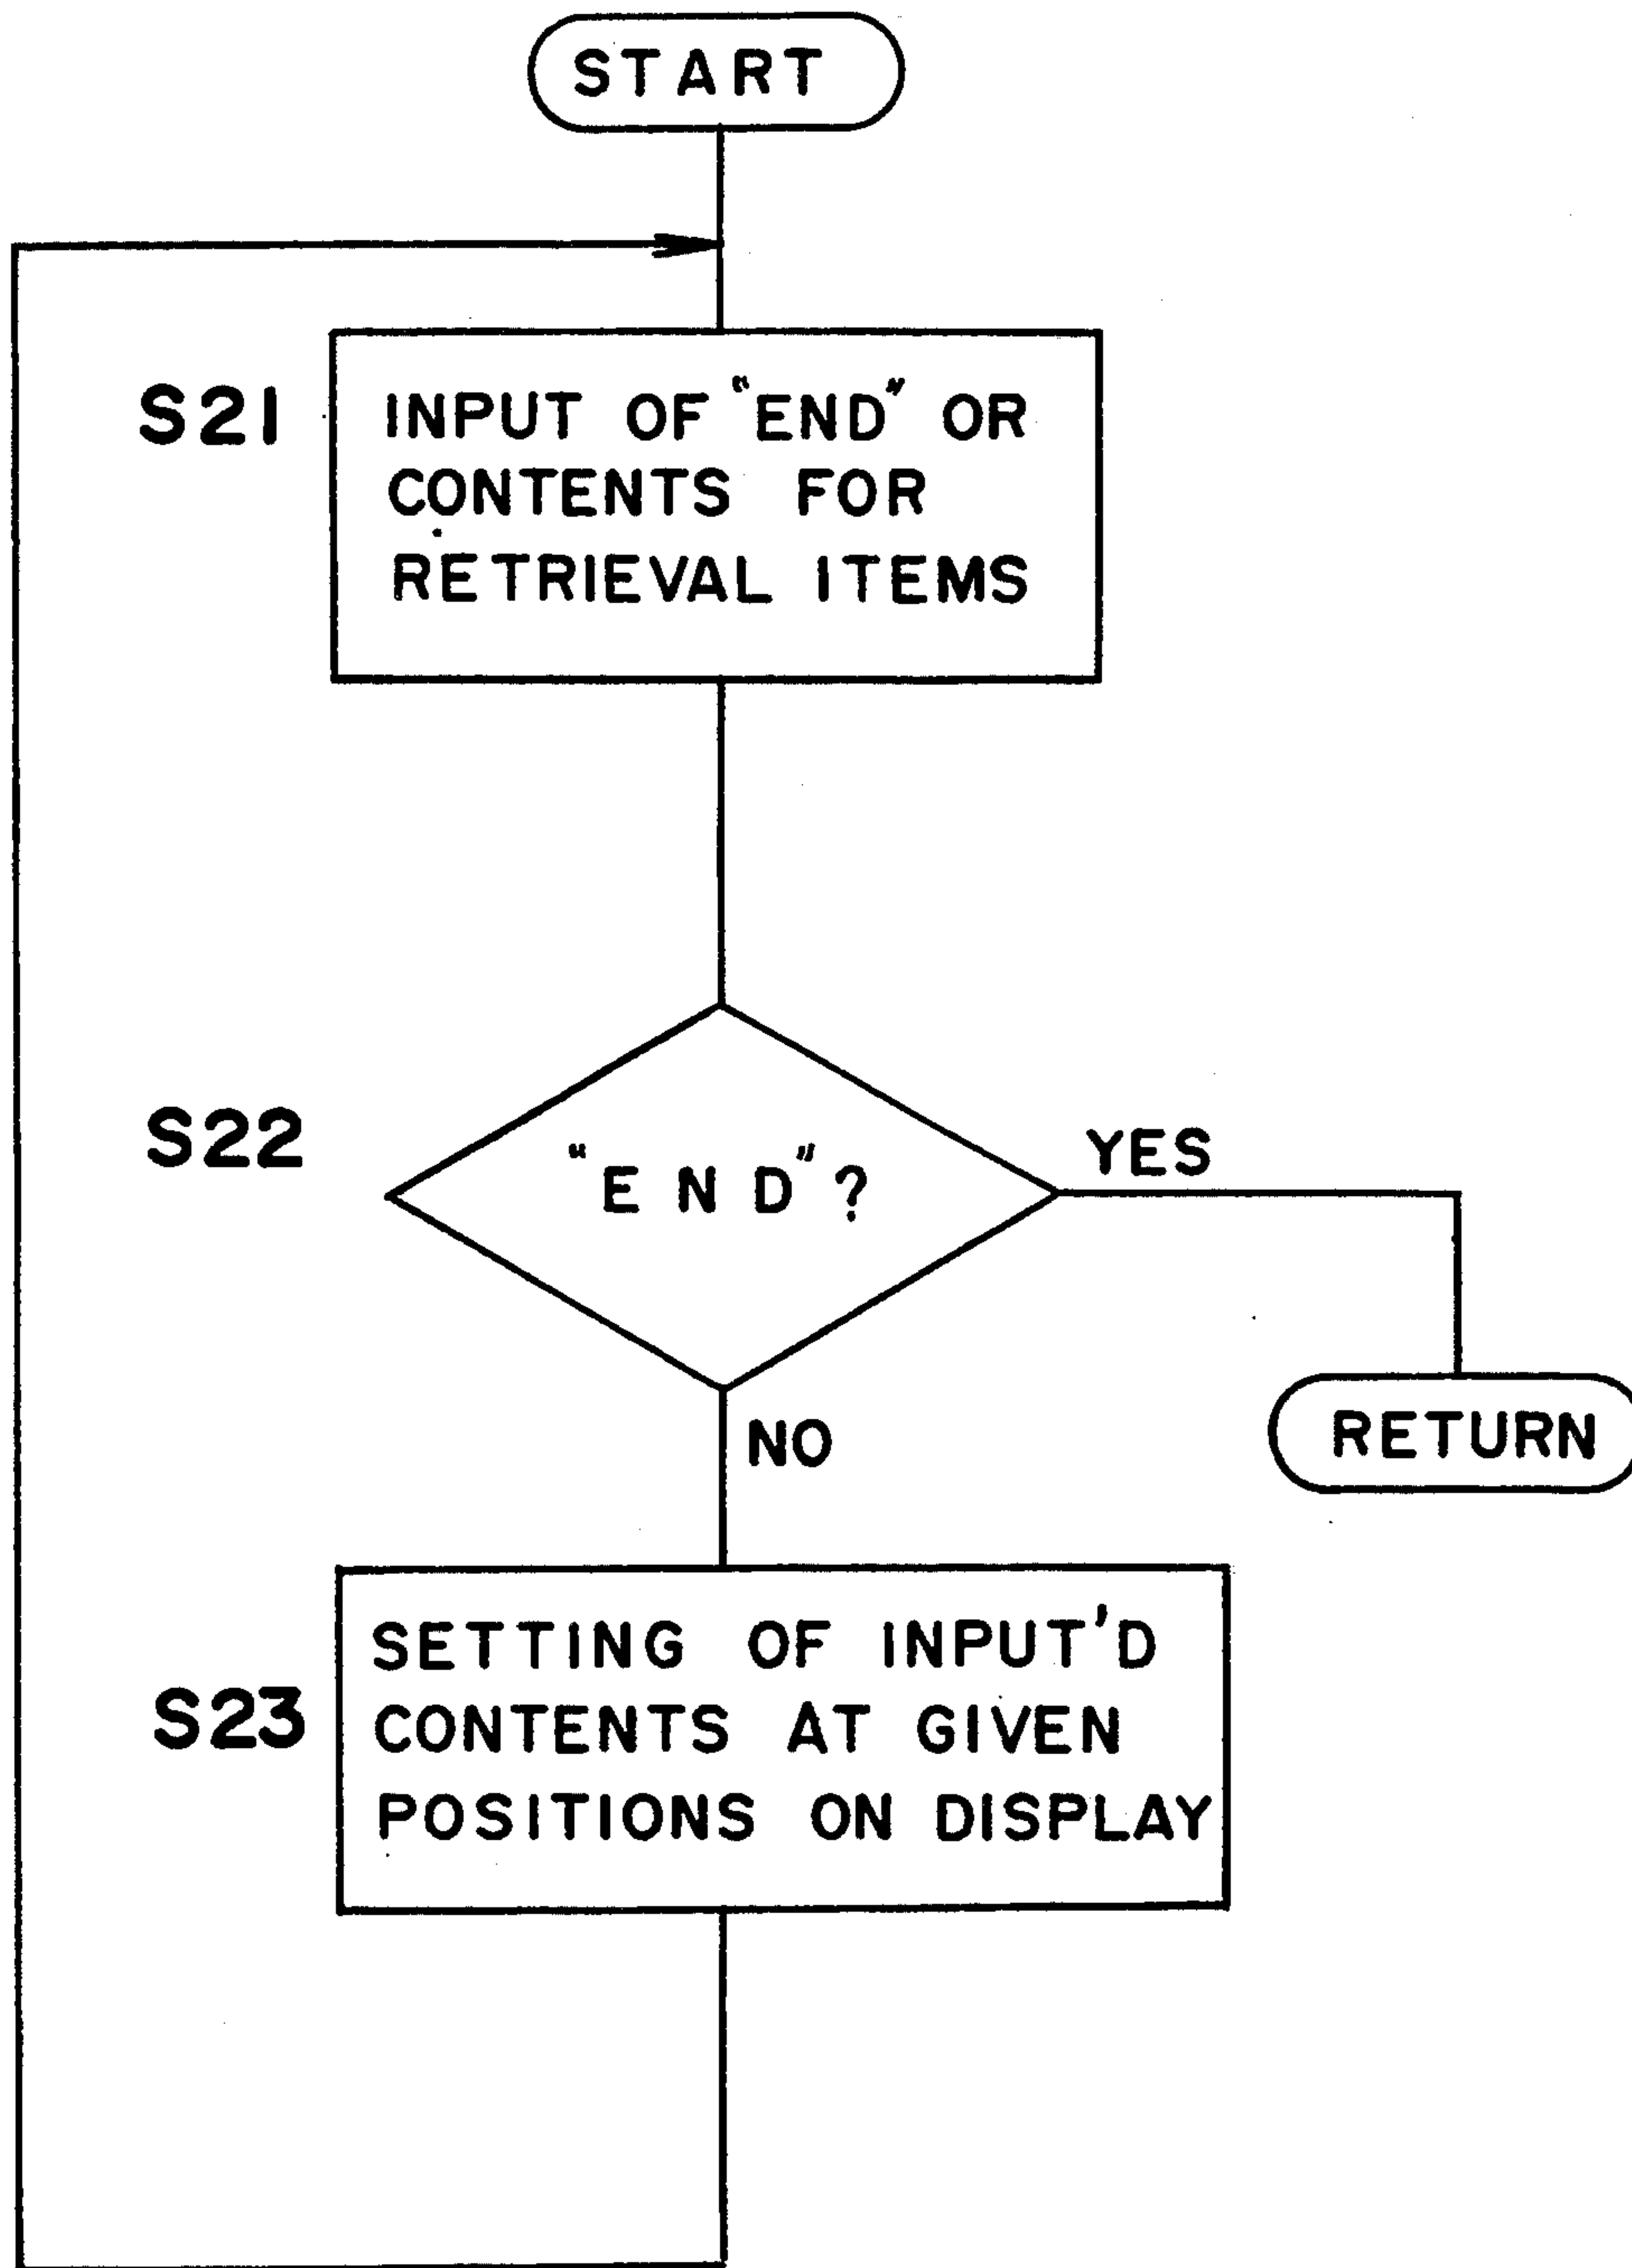 START
S21
INPUT OF "END" OR
CONTENTS FOR
RETRIEVAL ITEMS
S22
"END"?
YES
NO
RETURN
S23
SETTING OF INPUT'D
CONTENTS AT GIVEN
POSITIONS ON DISPLAY